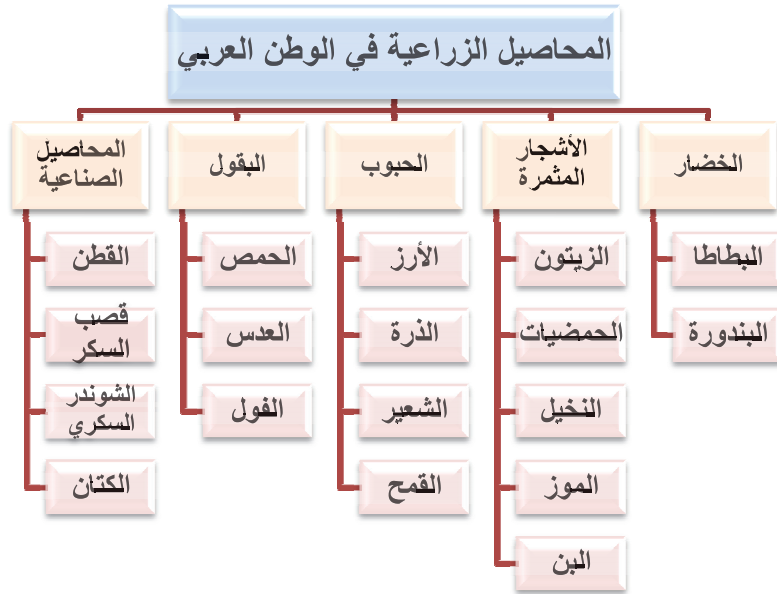 المحاصيل الزراعية في الوطن العربي
الخضار
البطاطا
البندورة
الأشجار
المثمرة
الزيتون
الحمضيات
النخيل
الموز
البن
الحبوب
الأرز
الذرة
الشعير
القمح
البقول
الحمص
العدس
الفول
المحاصيل
الصناعية
القطن
قصب
السكر
الشوندر
السكري
الكتان